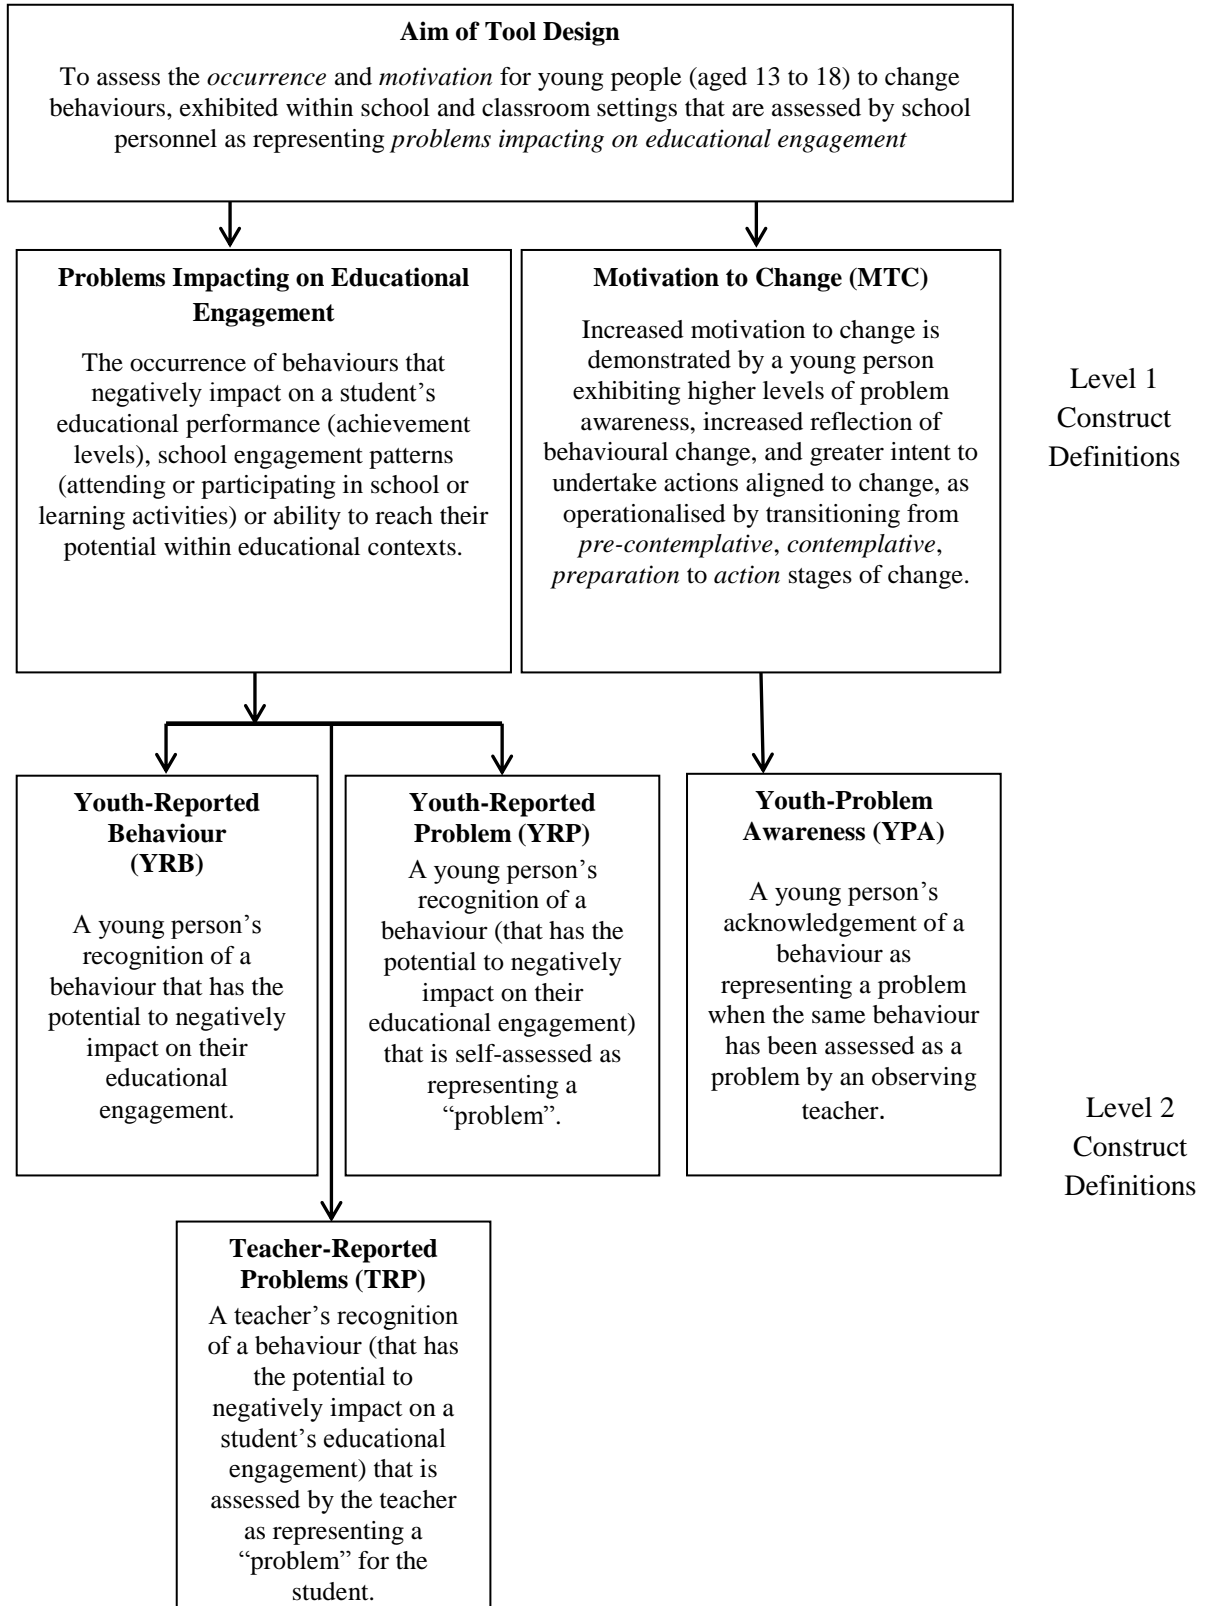 Aim of Tool Design
To assess the occurrence and motivation for young people (aged 13 to 18) to change
behaviours, exhibited within school and classroom settings that are assessed by school
personnel as representing problems impacting on educational engagement
Problems Impacting on Educational
Engagement
The occurrence of behaviours that
negatively impact on a student’s
educational performance (achievement
levels), school engagement patterns
(attending or participating in school or
learning activities) or ability to reach their
potential within educational contexts.
Motivation to Change (MTC)
Increased motivation to change is
demonstrated by a young person
exhibiting higher levels of problem
awareness, increased reflection of
behavioural change, and greater intent to
undertake actions aligned to change, as
operationalised by transitioning from
pre-contemplative, contemplative,
preparation to action stages of change.
Level 1
Construct
Definitions
Youth-Reported
Behaviour
(YRB)
A young person’s
recognition of a
behaviour that has the
potential to negatively
impact on their
educational
engagement.
Youth-Reported
Problem (YRP)
A young person’s
recognition of a
behaviour (that has the
potential to negatively
impact on their
educational engagement)
that is self-assessed as
representing a
“problem”.
Youth-Problem
Awareness (YPA)
A young person’s
acknowledgement of a
behaviour as
representing a problem
when the same behaviour
has been assessed as a
problem by an observing
teacher.
Level 2
Construct
Definitions
Teacher-Reported
Problems (TRP)
A teacher’s recognition
of a behaviour (that has
the potential to
negatively impact on a
student’s educational
engagement) that is
assessed by the teacher
as representing a
“problem” for the
student.